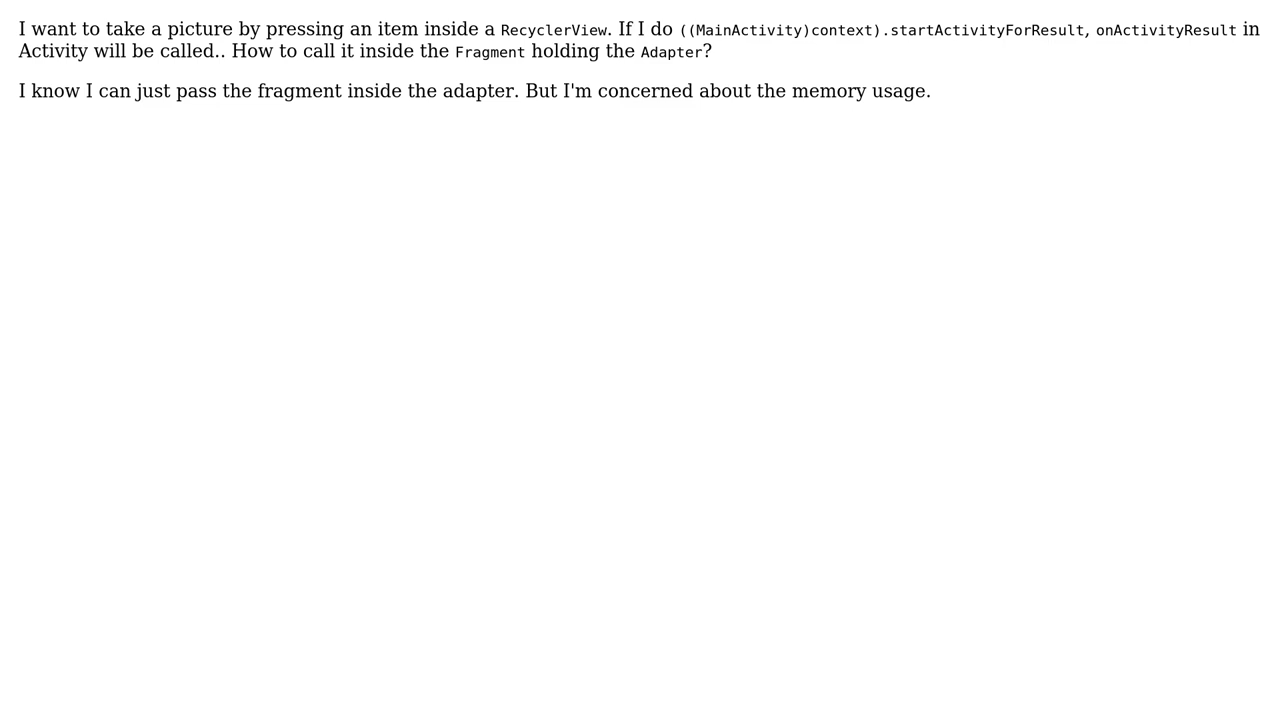 I want to take a picture by pressing an item inside a RecyclerView. If I do ((MainActivity)context).startActivityForResult, onActivityResult in
Activity will be called.. How to call it inside the Fragment holding the Adapter?
I know I can just pass the fragment inside the adapter. But I'm concerned about the memory usage.